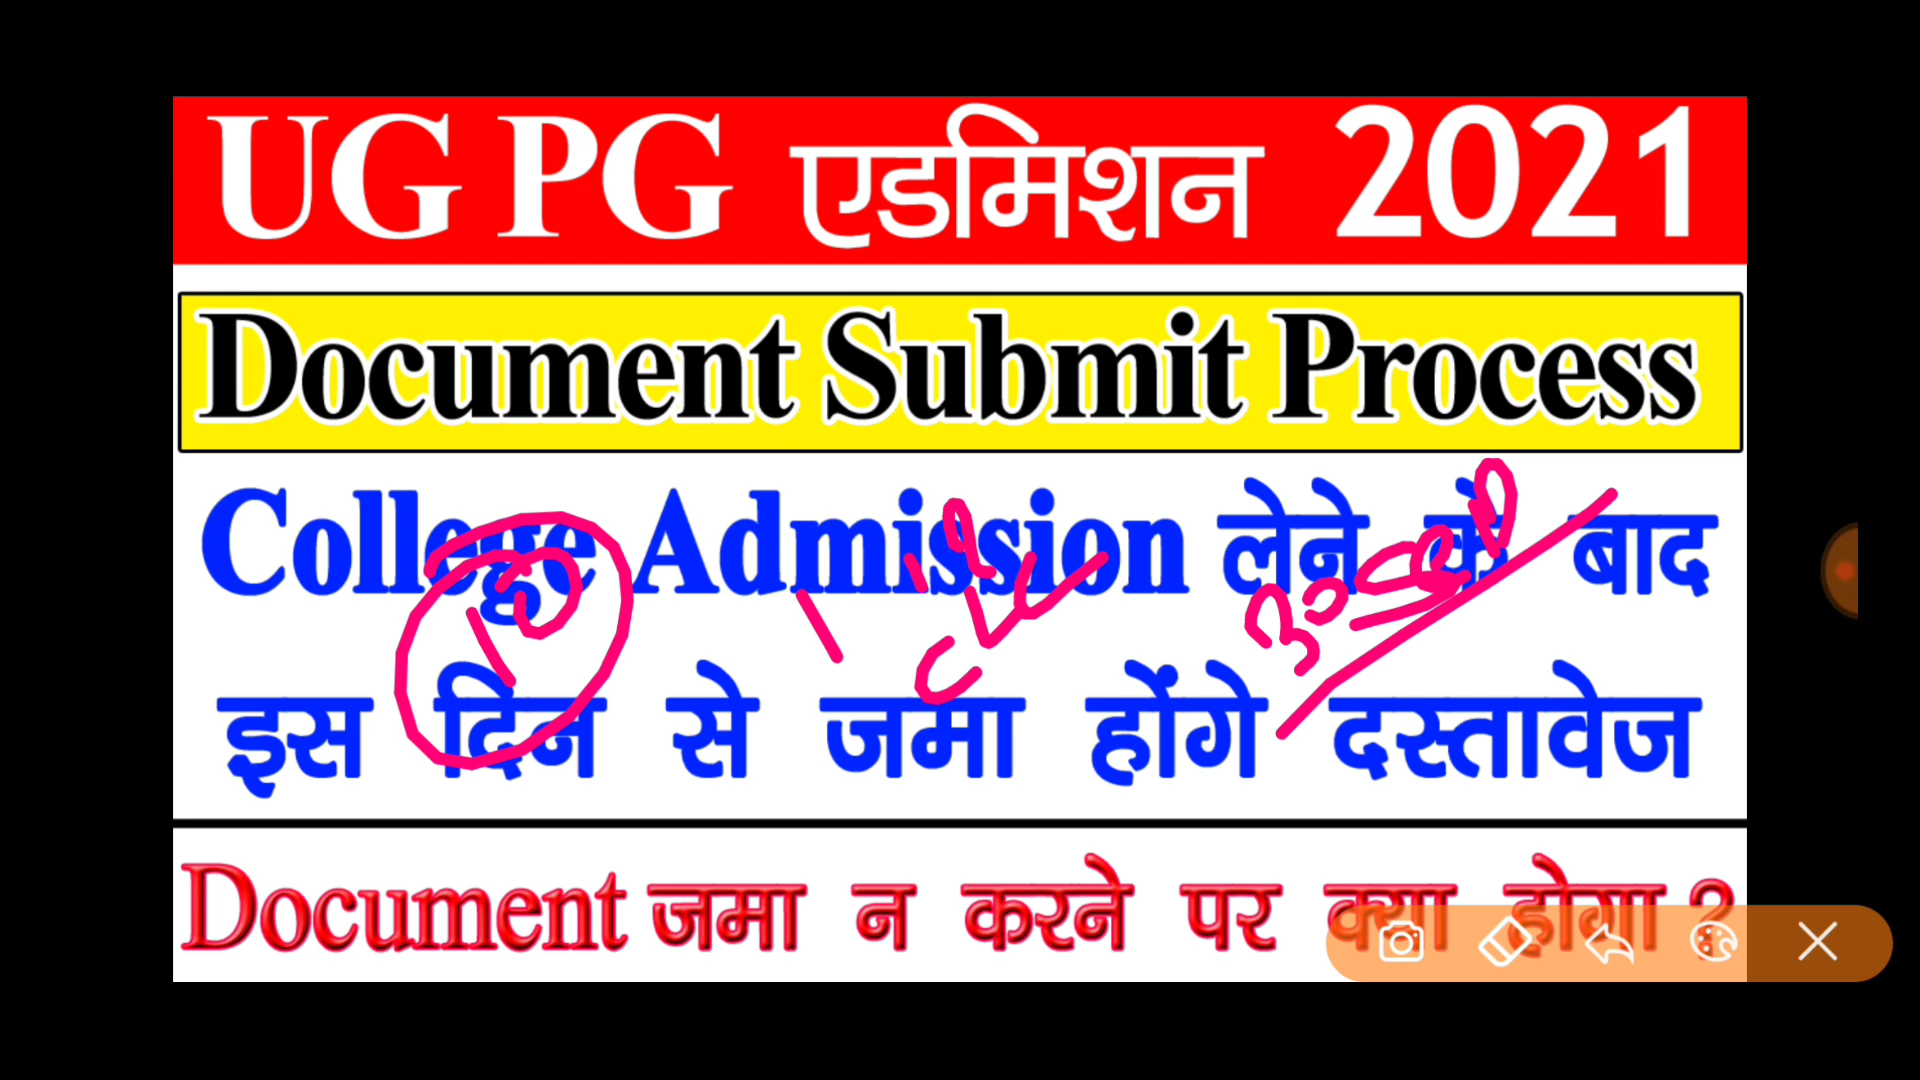 UG PG एडमिशन 2021
Document Submit Process
College Admission लेने के बाद
इस दिन से जमा होंगे दस्तावेज
Document जमा न करने पर क्या होगा ?